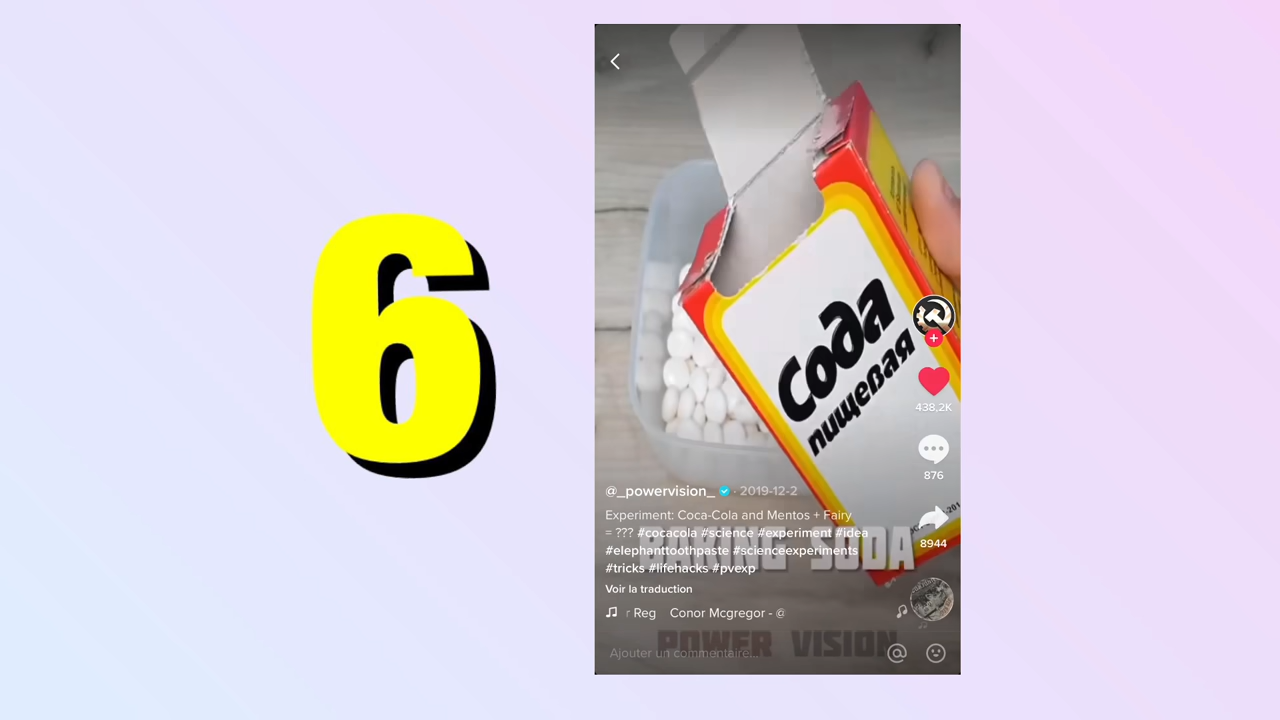 6
Сода
пищевая
@_powervision_ · 2019-12-2
Experiment: Coca-Cola and Mentos + Fairy
= ??? #cocacola #science #experiment #idea
#elephanttoothpaste #scienceexperiments
#tricks #lifehacks #pvexp
BAKING SODA
Voir la traduction
Reg Conor Mcgregor - @
POWER VISION
Ajouter un commentaire...
438,2K
876
8944